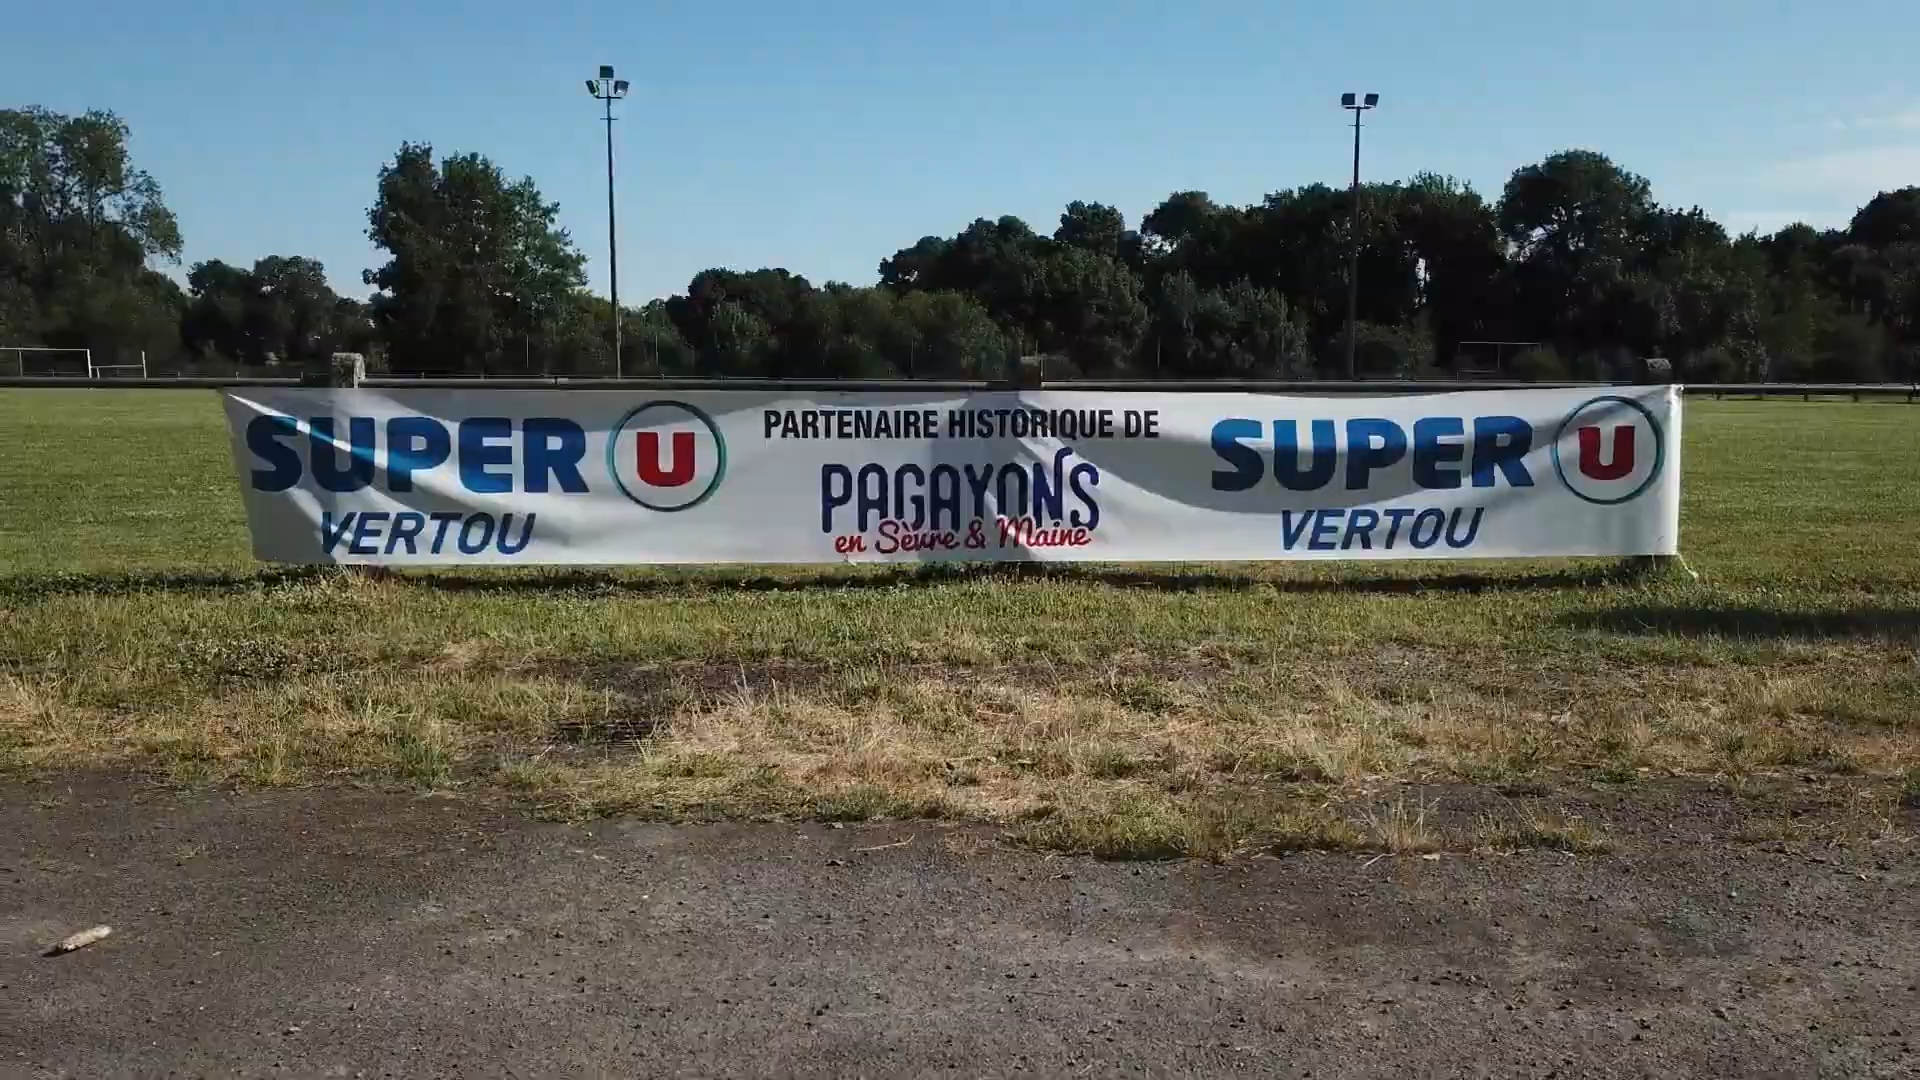 SUPER U
VERTOU
PARTENAIRE HISTORIQUE DE
PAGAYONS
en Sèvre & Maine
SUPER U
VERTOU